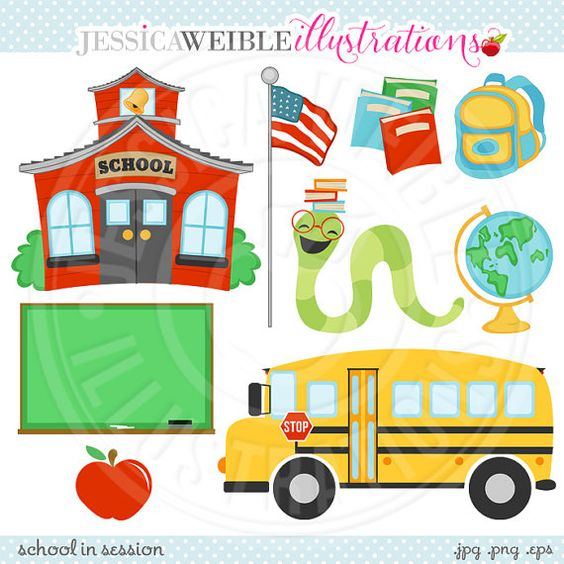 JESSICAWEIBLEillustrations
SCHOOL
STOP
school in session
.jpg .png .eps